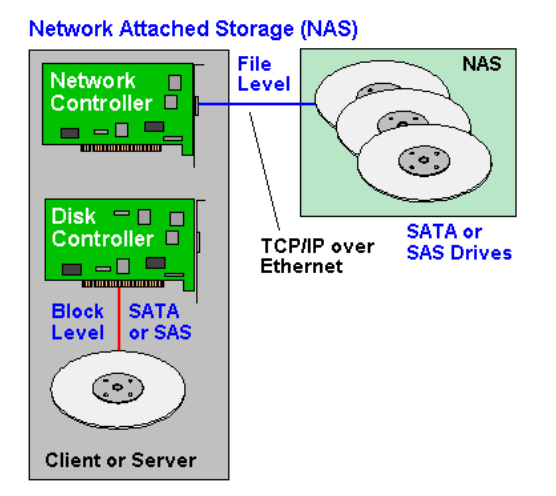 Network Attached Storage (NAS)
Network
Controller
File
Level
NAS
Disk
Controller
TCP/IP over
Ethernet
SATA or
SAS Drives
Block
Level
SATA
or SAS
Client or Server